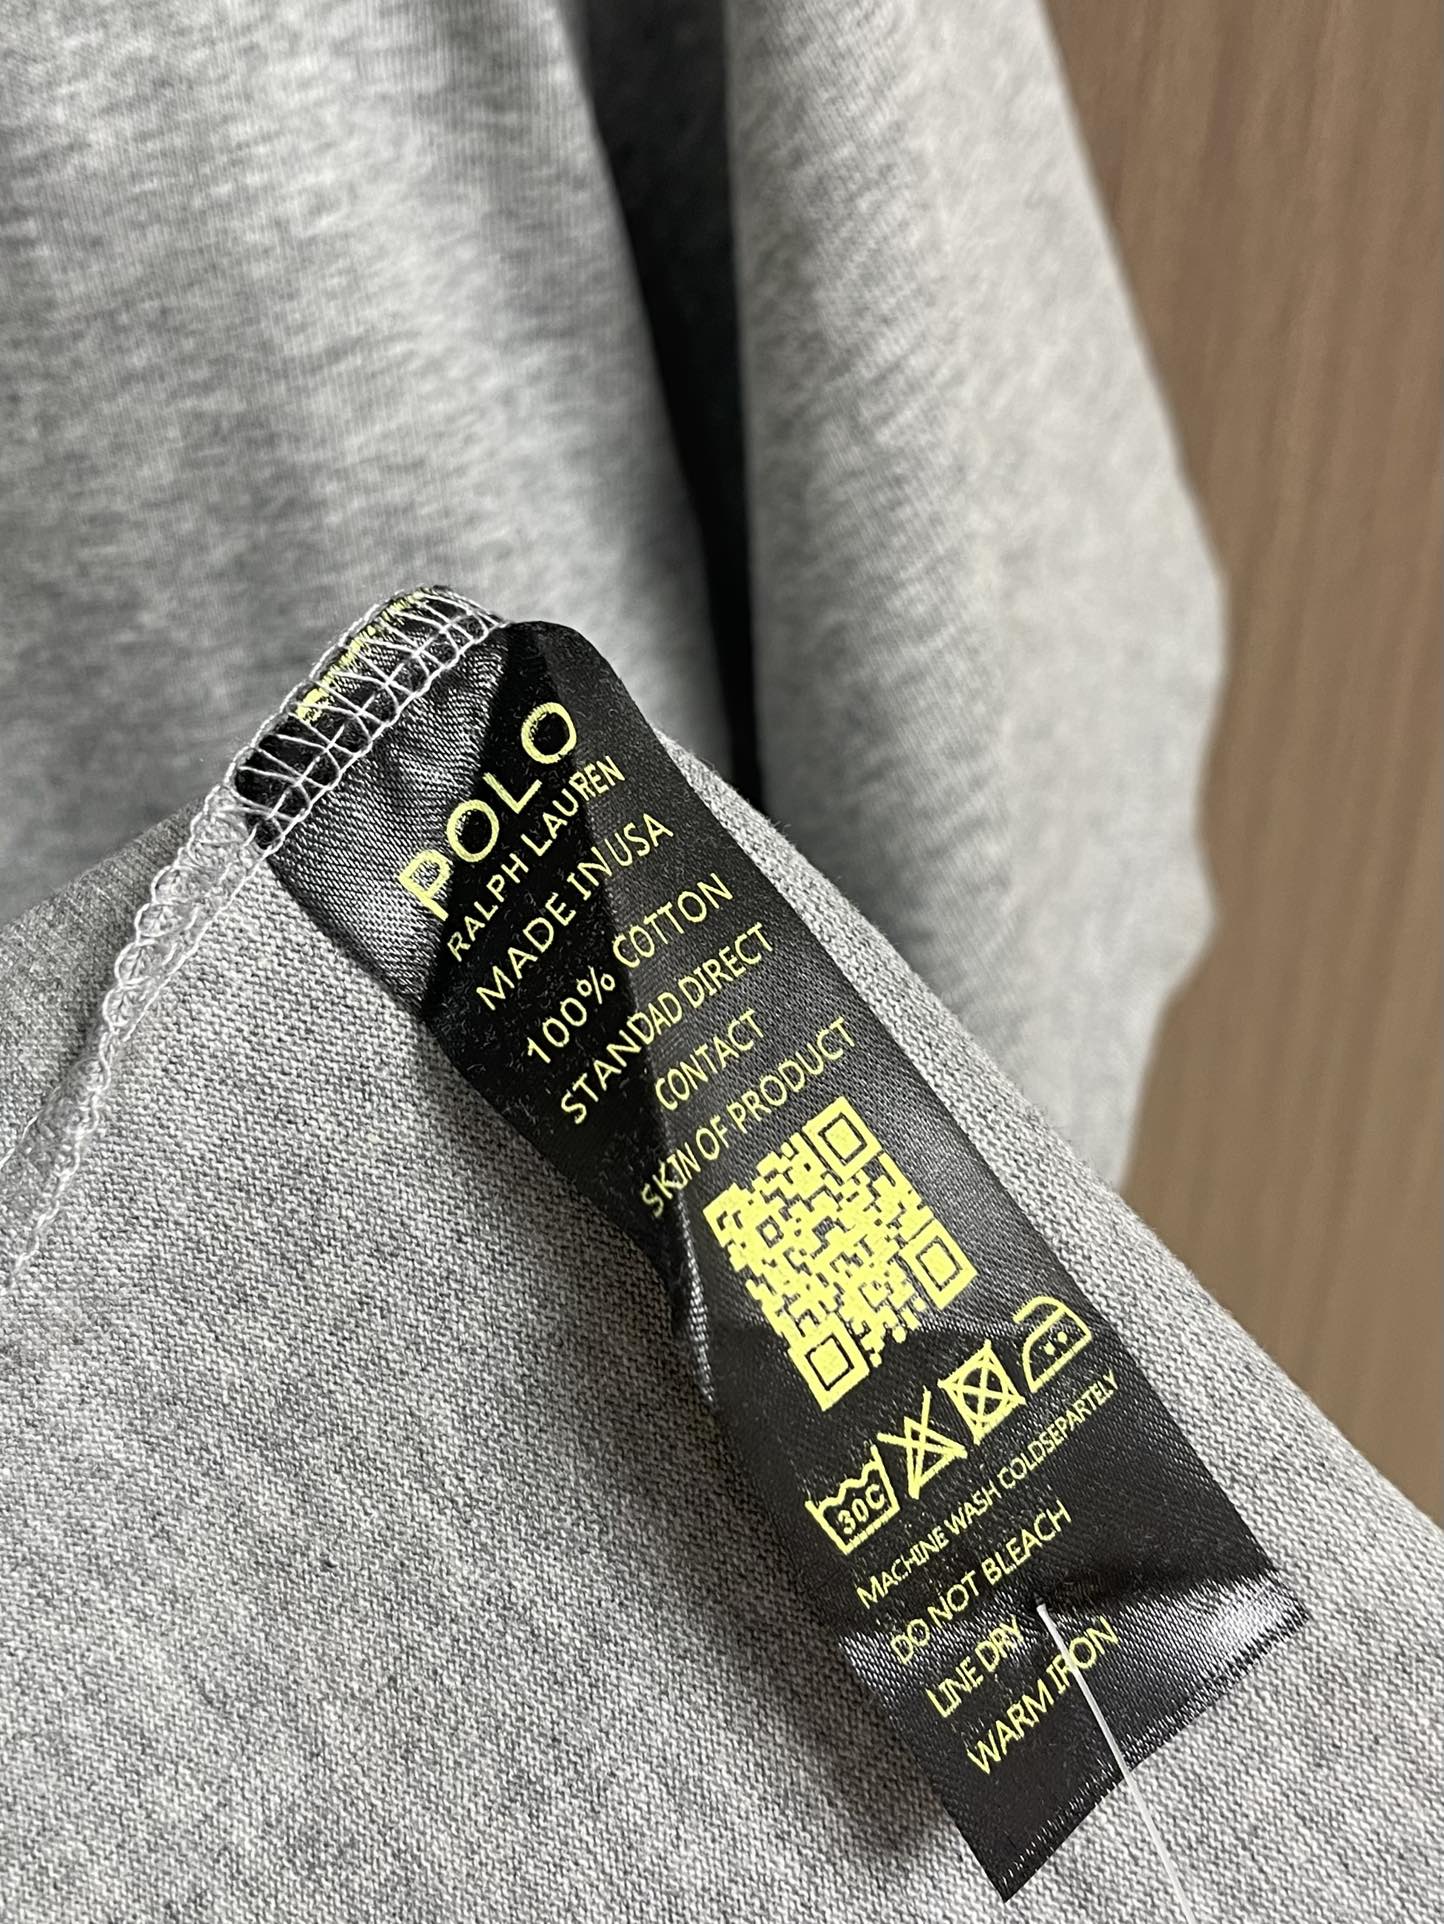 POLO
RALPH LAUREN
MADE IN USA
100% COTTON
STANDAD DIRECT
CONTACT
SKIN OF PRODUCT
30C
MACHINE WASH COLDSEPARTELY
DO NOT BLEACH
LINE DRY
WARM IRON